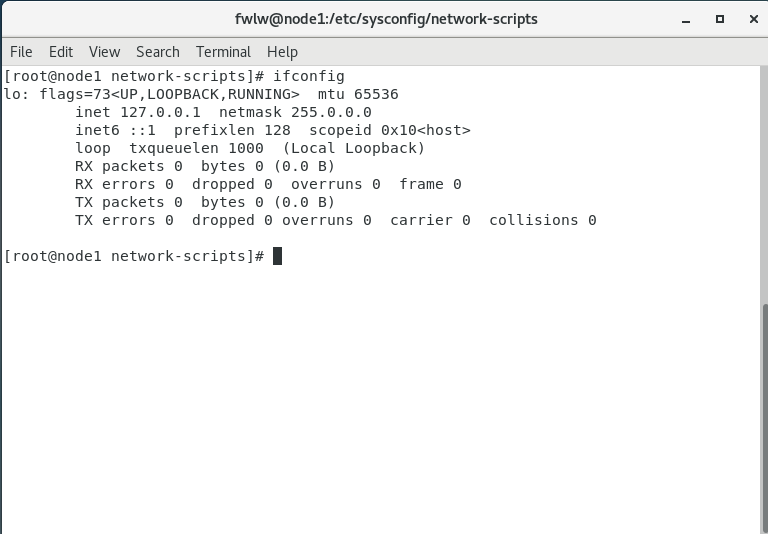 fwlw@node1:/etc/sysconfig/network-scripts
File Edit View Search Terminal Help
[root@node1 network-scripts]# ifconfig
lo: flags=73<UP,LOOPBACK,RUNNING>  mtu 65536
        inet 127.0.0.1  netmask 255.0.0.0
        inet6 ::1  prefixlen 128  scopeid 0x10<host>
        loop  txqueuelen 1000  (Local Loopback)
        RX packets 0  bytes 0 (0.0 B)
        RX errors 0  dropped 0  overruns 0  frame 0
        TX packets 0  bytes 0 (0.0 B)
        TX errors 0  dropped 0 overruns 0  carrier 0  collisions 0
[root@node1 network-scripts]#